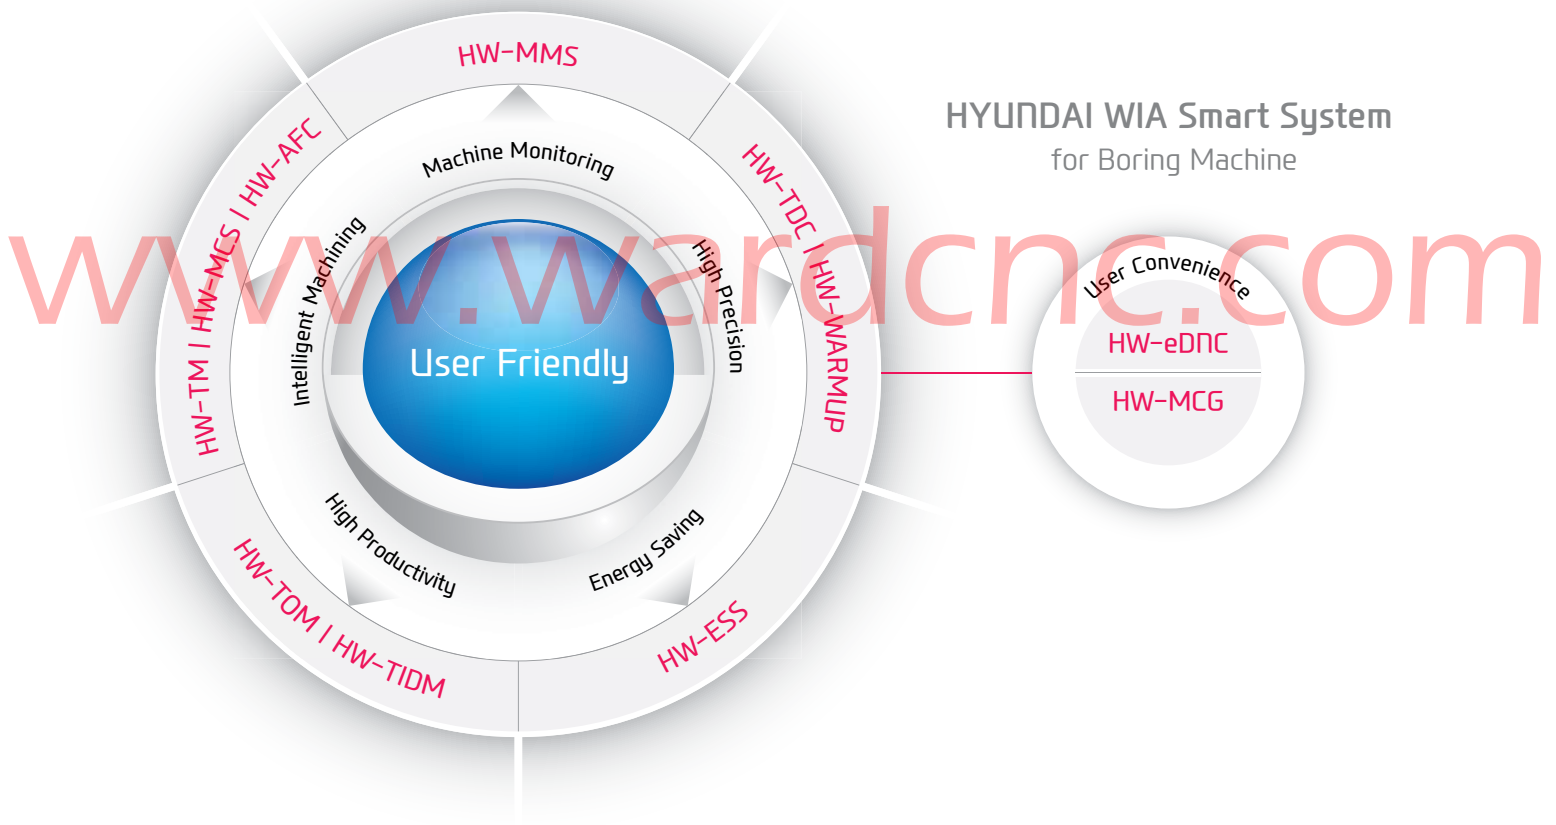 HW-MMS
HW-TM | HW-MCS | HW-AFC
HW-TDC | HW-WARMUP
HW-TOM | HW-TIDM
HW-ESS
Machine Monitoring
Intelligent Machining
High Precision
High Productivity
Energy Saving
User Friendly
HYUNDAI WIA Smart System
for Boring Machine
User Convenience
HW-eDNC
HW-MCG
www.wardcnc.com